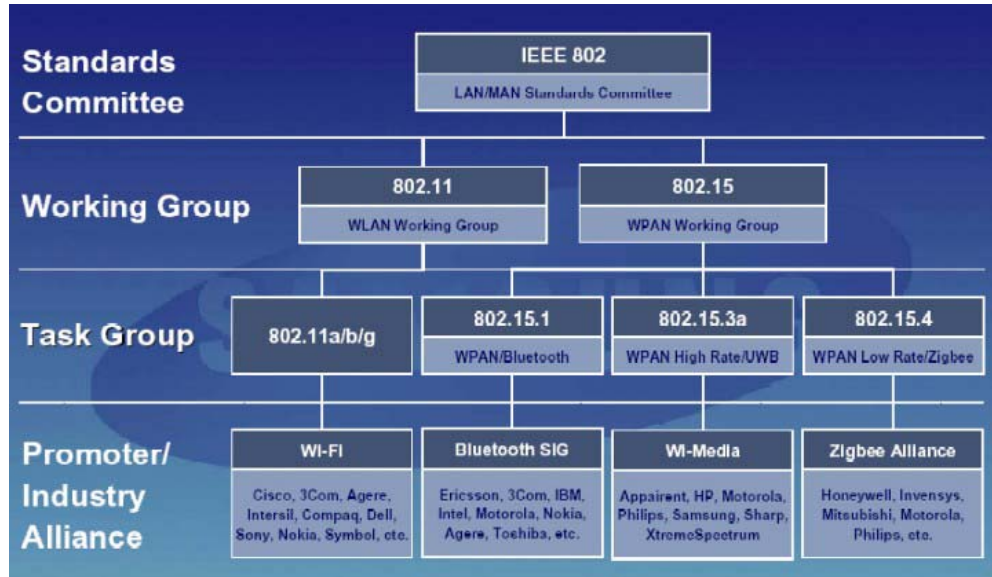 Standards
Committee
IEEE 802
LAN/MAN Standards Committee
Working Group
802.11
WLAN Working Group
802.15
WPAN Working Group
Task Group
802.11a/b/g
802.15.1
WPAN/Bluetooth
802.15.3a
WPAN High Rate/UWB
802.15.4
WPAN Low Rate/Zigbee
Promoter/
Industry
Alliance
WI-FI
Cisco, 3Com, Agere,
Intersil, Compaq, Dell,
Sony, Nokia, Symbol, etc.
Bluetooth SIG
Ericsson, 3Com, IBM,
Intel, Motorola, Nokia,
Agere, Toshiba, etc.
WI-Media
Appairent, HP, Motorola,
Philips, Samsung, Sharp,
XtremeSpectrum
Zigbee Alliance
Honeywell, Invensys,
Mitsubishi, Motorola,
Philips, etc.